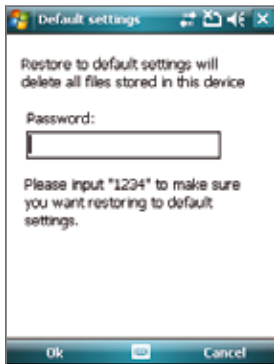 Default settings
Restore to default settings will
delete all files stored in this device
Password:
Please input "1234" to make sure
you want restoring to default
settings.
Ok
Cancel